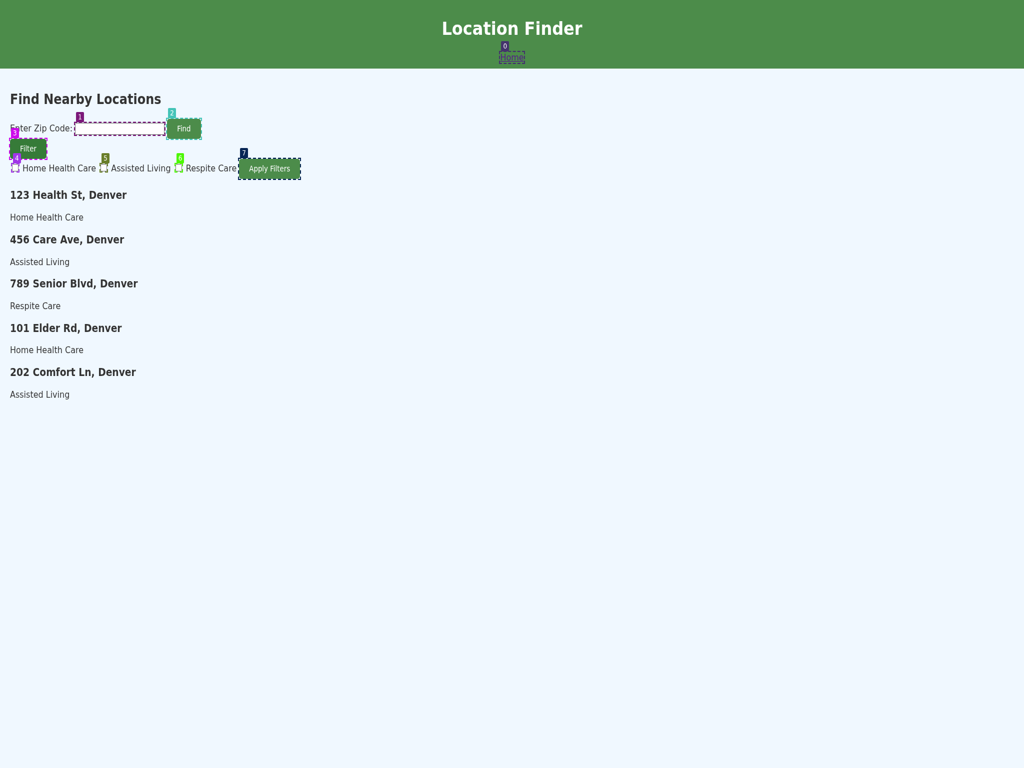 Location Finder
0
Home
Find Nearby Locations
1
2
Enter Zip Code:
Find
3
Filter
4
5
6
7
Home Health Care
Assisted Living
Respite Care
Apply Filters
123 Health St, Denver
Home Health Care
456 Care Ave, Denver
Assisted Living
789 Senior Blvd, Denver
Respite Care
101 Elder Rd, Denver
Home Health Care
202 Comfort Ln, Denver
Assisted Living